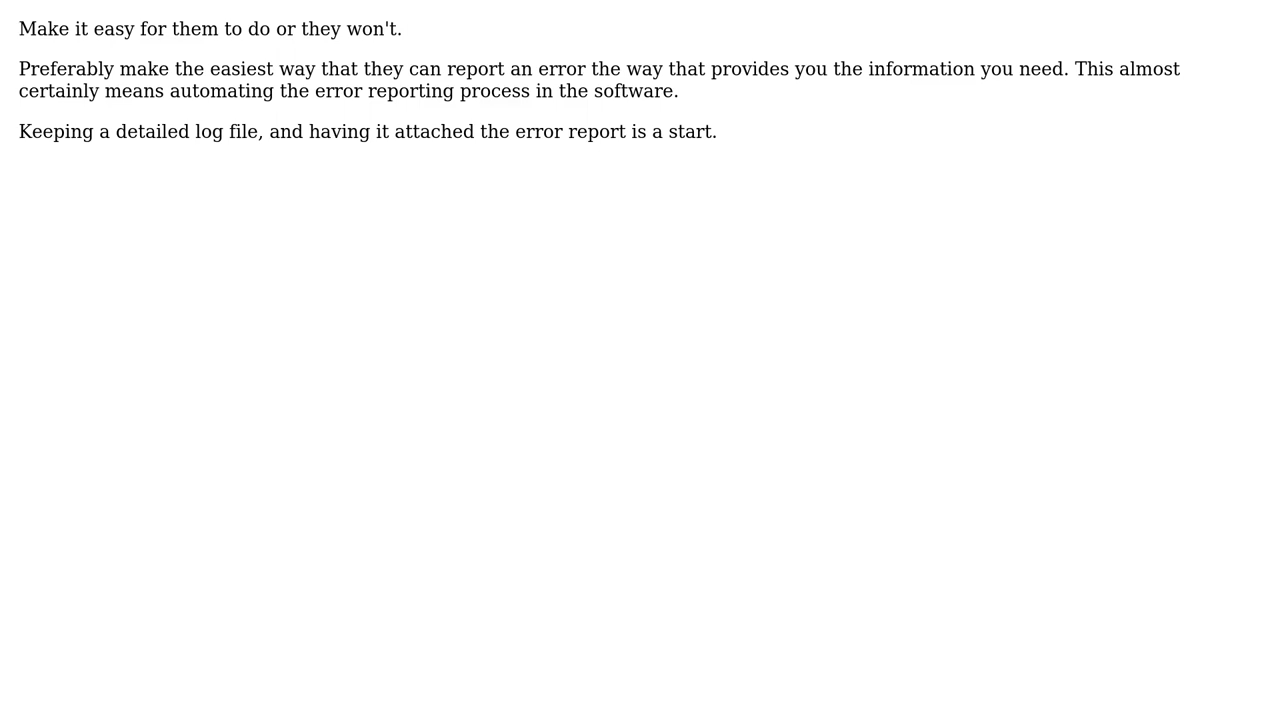 Make it easy for them to do or they won't.
Preferably make the easiest way that they can report an error the way that provides you the information you need. This almost
certainly means automating the error reporting process in the software.
Keeping a detailed log file, and having it attached the error report is a start.